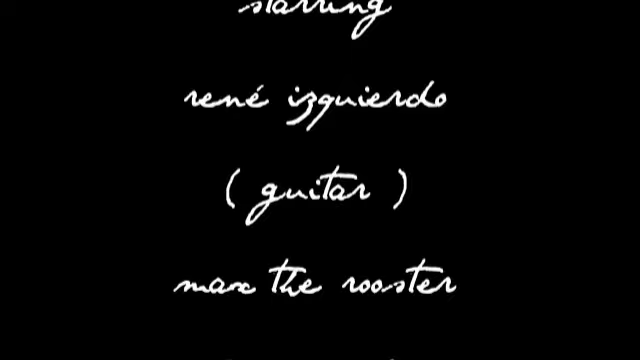 starring
rené izquierdo
( guitar )
max the rooster